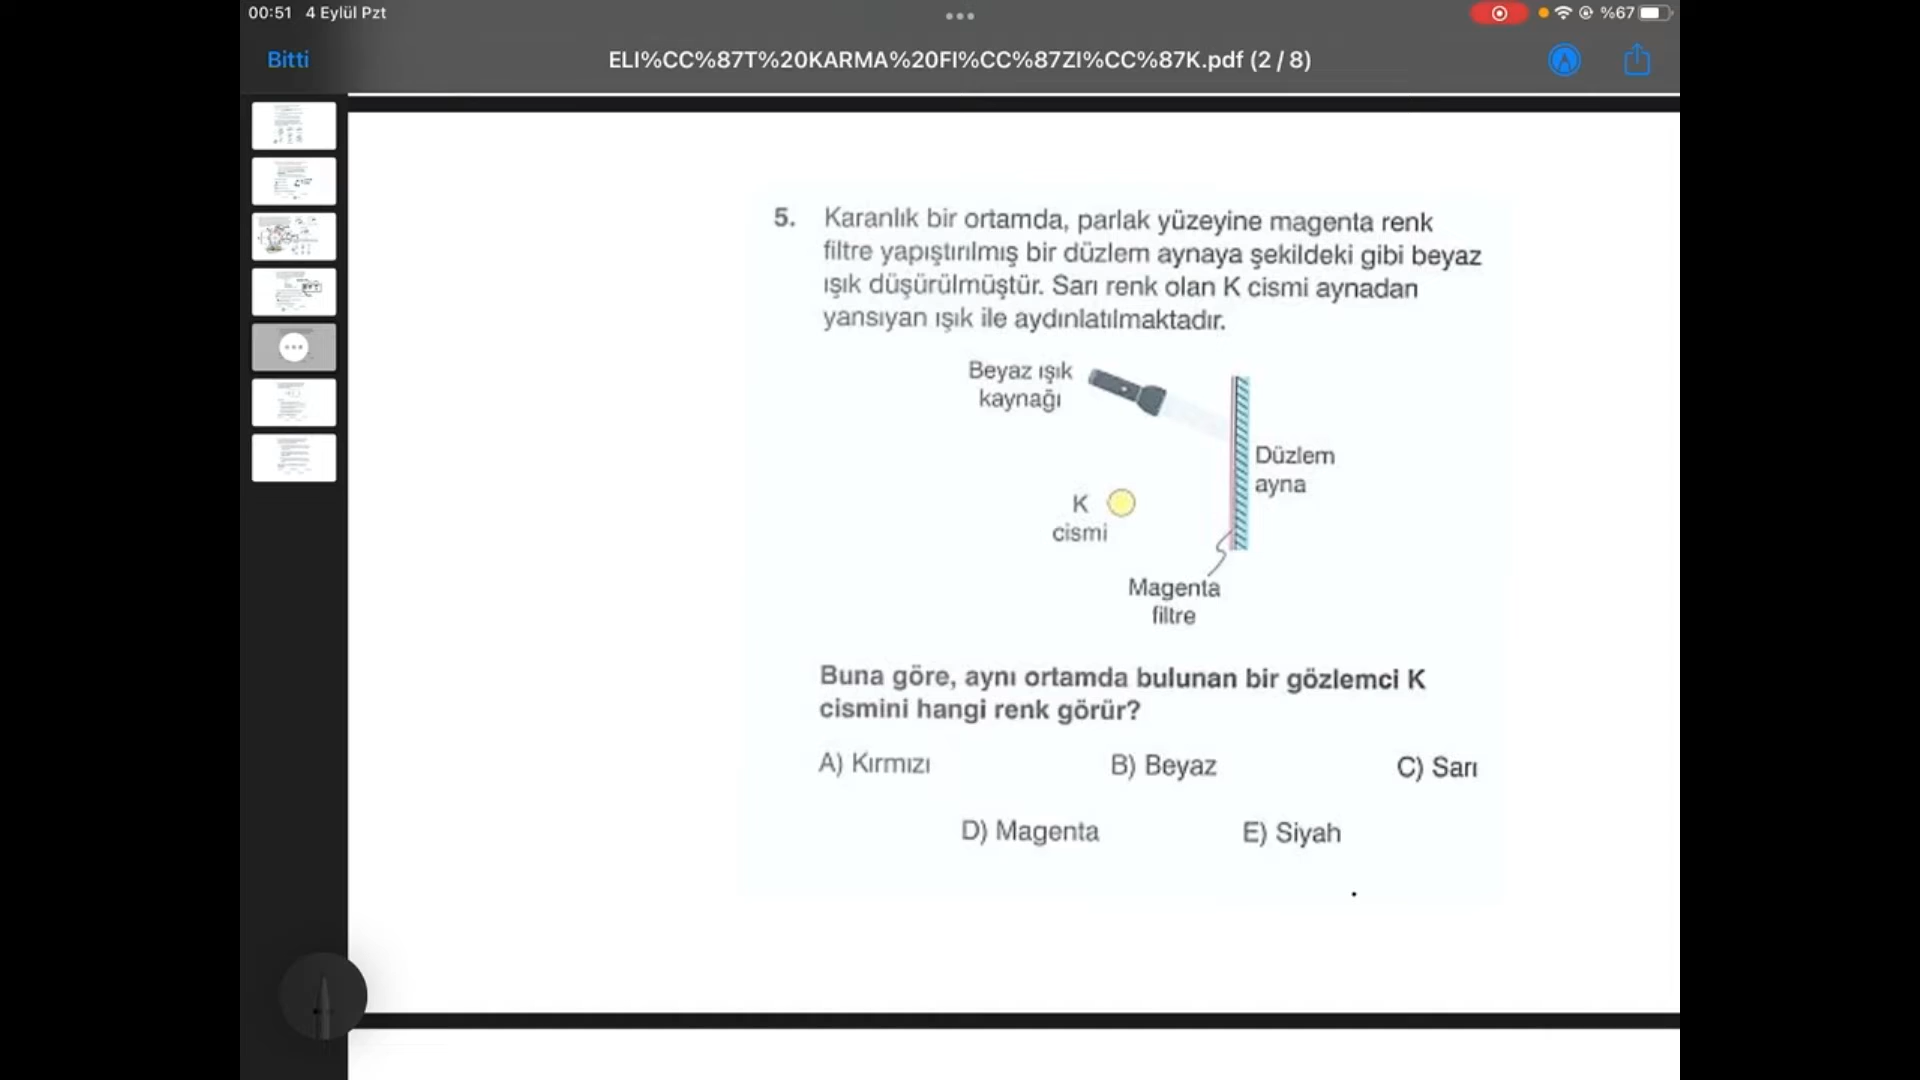 00:51 4 Eylül Pzt
%67
Bitti
ELI%CC%87T%20KARMA%20FI%CC%87ZI%CC%87K.pdf (2 / 8)
5. Karanlık bir ortamda, parlak yüzeyine magenta renk
filtre yapıştırılmış bir düzlem aynaya şekildeki gibi beyaz
ışık düşürülmüştür. Sarı renk olan K cismi aynadan
yansıyan ışık ile aydınlatılmaktadır.
Beyaz ışık
kaynağı
Düzlem
ayna
K
cismi
Magenta
filtre
Buna göre, aynı ortamda bulunan bir gözlemci K
cismini hangi renk görür?
A) Kırmızı B) Beyaz C) Sarı
D) Magenta E) Siyah